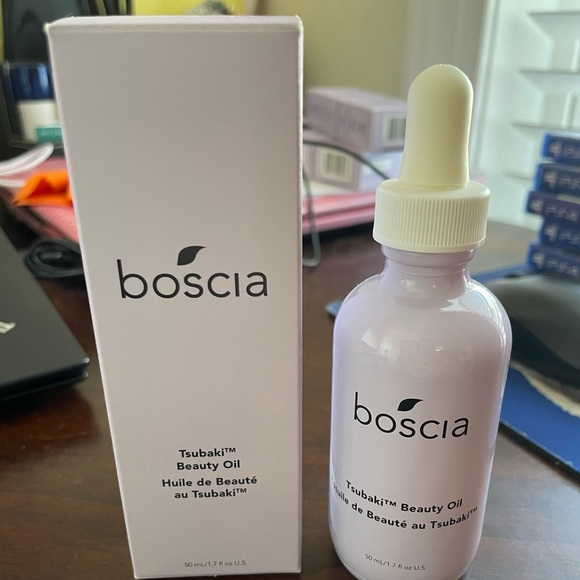 boscia
Tsubaki™
Beauty Oil
Huile de Beauté
au Tsubaki™
50 mL/1.7 fl oz U.S.
boscia
Tsubaki™ Beauty Oil
Huile de Beauté au Tsubaki™
50 mL/1.7 fl oz U.S.